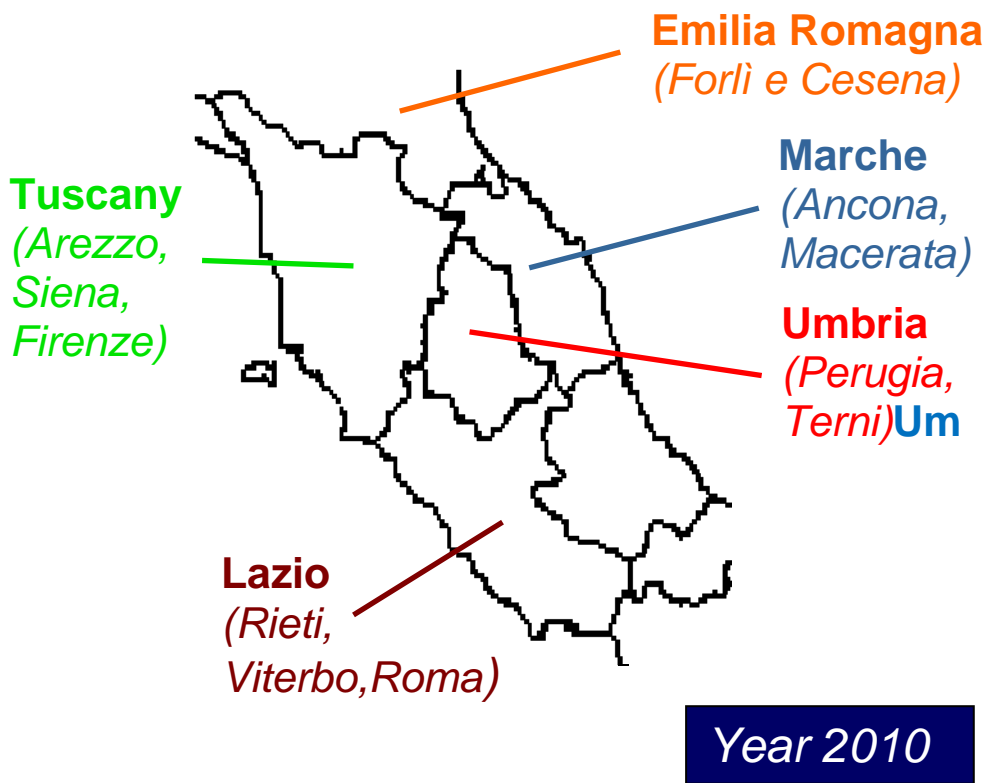 Emilia Romagna
(Forlì e Cesena)
Marche
(Ancona,
Macerata)
Tuscany
(Arezzo,
Siena,
Firenze)
Umbria
(Perugia,
Terni)Um
Lazio
(Rieti,
Viterbo,Roma)
Year 2010